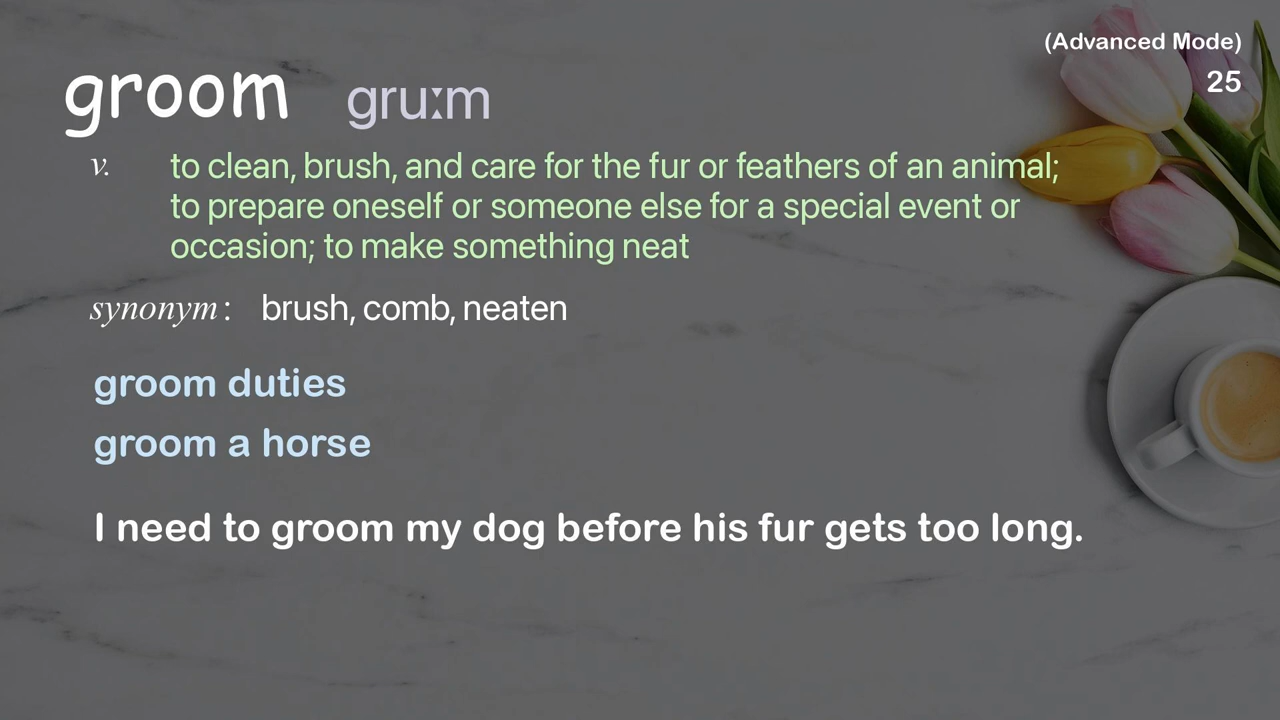 (Advanced Mode)
25
groom gruːm
v. to clean, brush, and care for the fur or feathers of an animal;
to prepare oneself or someone else for a special event or
occasion; to make something neat
synonym: brush, comb, neaten
groom duties
groom a horse
I need to groom my dog before his fur gets too long.